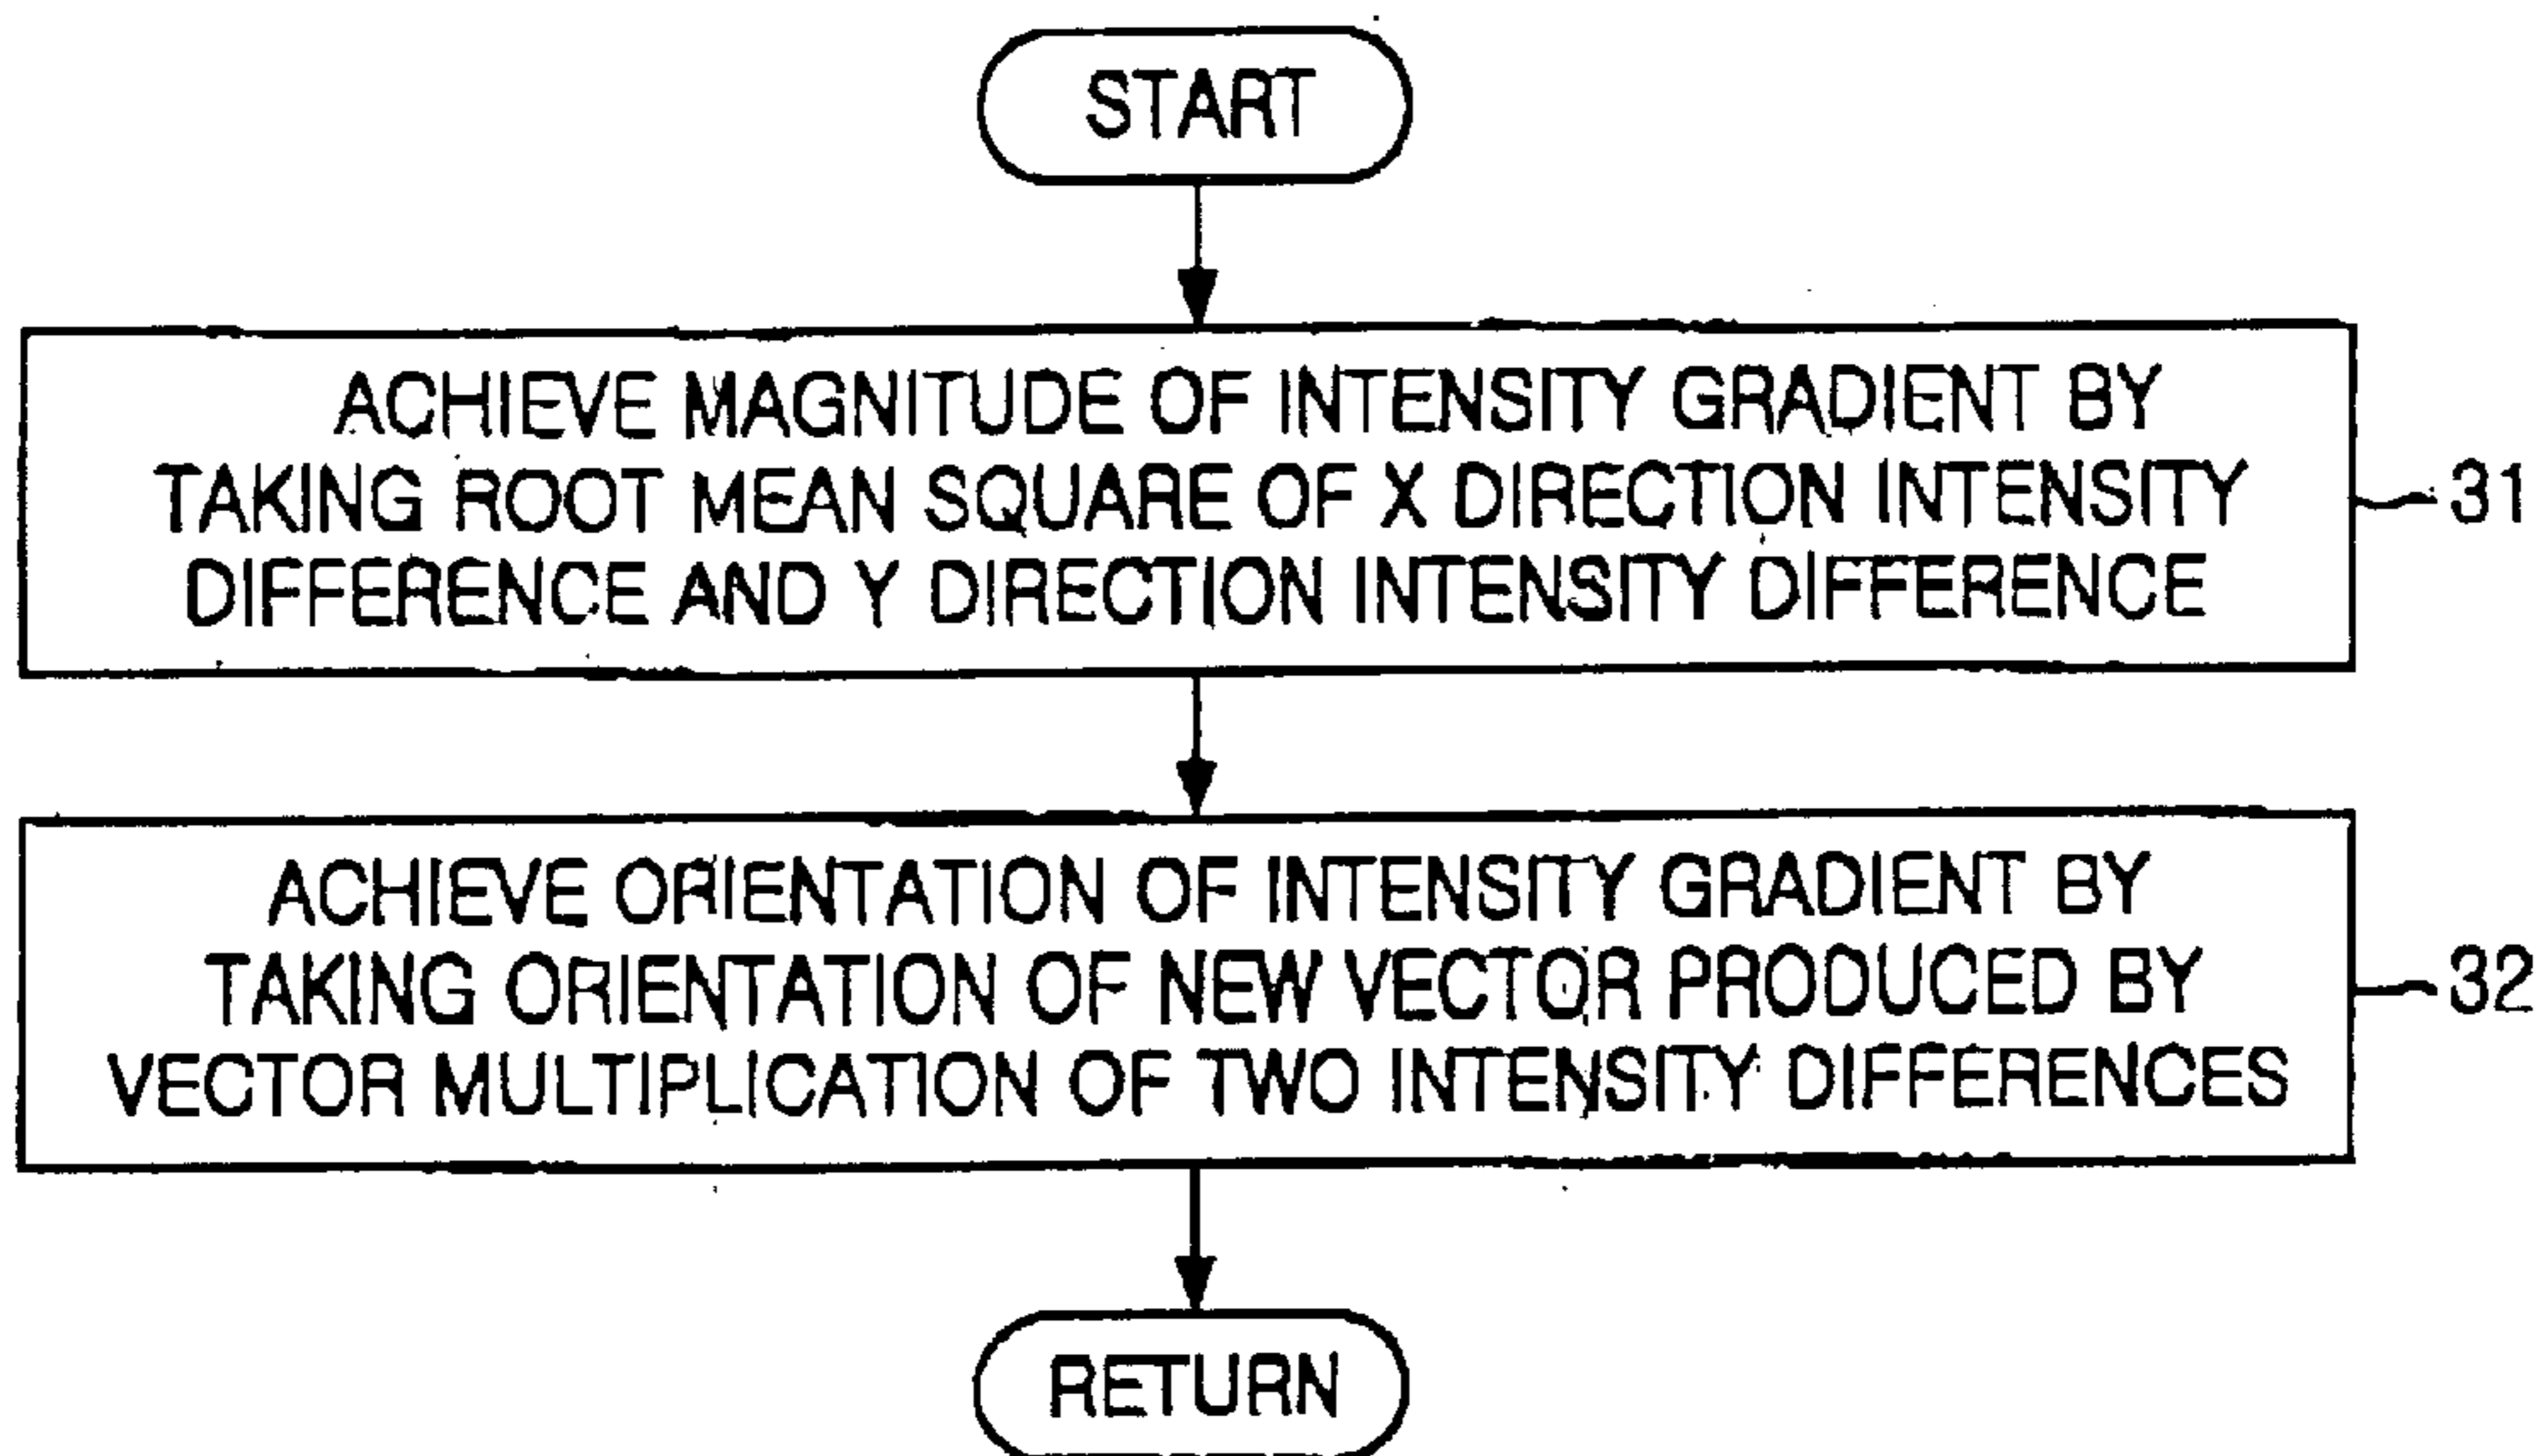 START
ACHIEVE MAGNITUDE OF INTENSITY GRADIENT BY
TAKING ROOT MEAN SQUARE OF X DIRECTION INTENSITY
DIFFERENCE AND Y DIRECTION INTENSITY DIFFERENCE
31
ACHIEVE ORIENTATION OF INTENSITY GRADIENT BY
TAKING ORIENTATION OF NEW VECTOR PRODUCED BY
VECTOR MULTIPLICATION OF TWO INTENSITY DIFFERENCES
32
RETURN